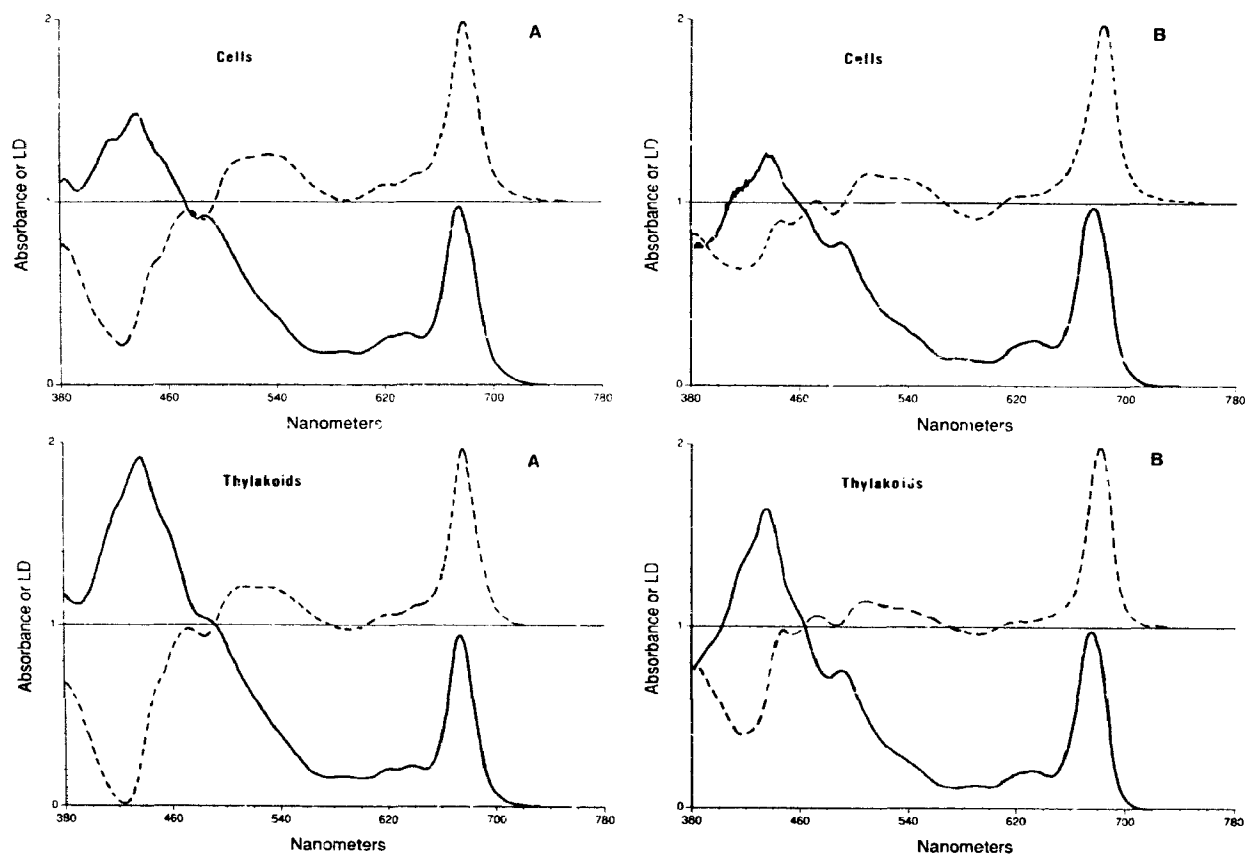 2
A
Cells
1
Absorbance or LD
0
380 460 540 620 700 780
Nanometers
2
B
Cells
1
Absorbance or LD
0
380 460 540 620 700 780
Nanometers
2
A
Thylakoids
1
Absorbance or LD
0
380 460 540 620 700 780
Nanometers
2
B
Thylakoids
1
Absorbance or LD
0
380 460 540 620 700 780
Nanometers